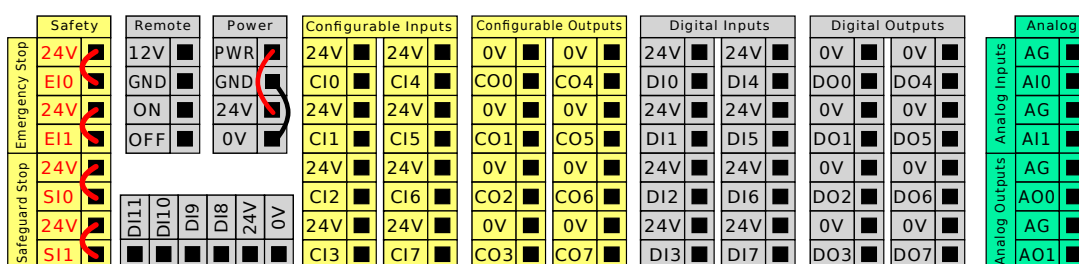 Safety
Emergency Stop
24V
EI0
24V
EI1
Safeguard Stop
24V
SI0
24V
SI1
Remote
12V
GND
ON
OFF
Power
PWR
GND
24V
0V
DI11
DI10
DI9
DI8
24V
0V
Configurable Inputs
24V 24V
CI0 CI4
24V 24V
CI1 CI5
24V 24V
CI2 CI6
24V 24V
CI3 CI7
Configurable Outputs
0V 0V
CO0 CO4
0V 0V
CO1 CO5
0V 0V
CO2 CO6
0V 0V
CO3 CO7
Digital Inputs
24V 24V
DI0 DI4
24V 24V
DI1 DI5
24V 24V
DI2 DI6
24V 24V
DI3 DI7
Digital Outputs
0V 0V
DO0 DO4
0V 0V
DO1 DO5
0V 0V
DO2 DO6
0V 0V
DO3 DO7
Analog
Analog Inputs
AG
AI0
AG
AI1
Analog Outputs
AG
AO0
AG
AO1